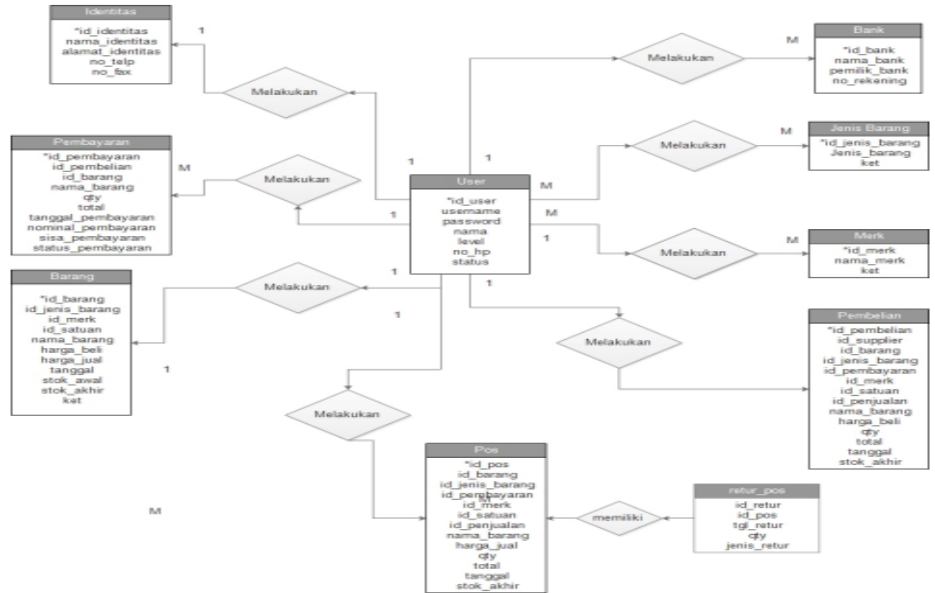 Identitas
*id_identitas
nama_identitas
alamat_identitas
no_telp
no_fax
1
Melakukan
Melakukan
M
Bank
*id_bank
nama_bank
pemilik_bank
no_rekening
Pembayaran
*id_pembayaran
id_pembelian
id_barang
nama_barang
qty
total
tanggal_pembayaran
nominal_pembayaran
sisa_pembayaran
status_pembayaran
M
Melakukan
1
1
1
User
*id_user
username
password
nama
level
no_hp
status
M
M
1
1
Melakukan
M
Jenis Barang
*id_jenis_barang
Jenis_barang
ket
Melakukan
M
Merk
*id_merk
nama_merk
ket
Barang
*id_barang
id_jenis_barang
id_merk
id_satuan
nama_barang
harga_beli
harga_jual
tanggal
stok_awal
stok_akhir
ket
Melakukan
1
1
1
Melakukan
Melakukan
Pembelian
*id_pembelian
id_supplier
id_barang
id_jenis_barang
id_pembayaran
id_merk
id_satuan
id_penjualan
nama_barang
harga_beli
qty
total
tanggal
stok_akhir
M
Pos
*id_pos
id_barang
id_jenis_barang
id_pembayaran
M
id_merk
id_satuan
id_penjualan
nama_barang
harga_jual
qty
total
tanggal
stok_akhir
memiliki
retur_pos
id_retur
id_pos
tgl_retur
qty
jenis_retur